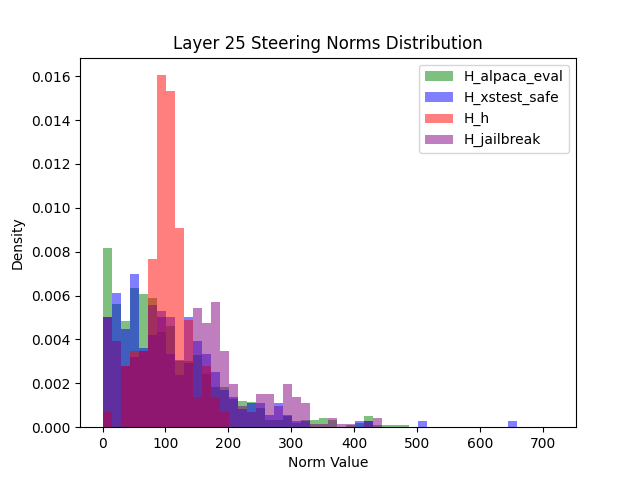 Layer 25 Steering Norms Distribution
H_alpaca_eval
H_xstest_safe
H_h
H_jailbreak
Density
0.016
0.014
0.012
0.010
0.008
0.006
0.004
0.002
0.000
0 100 200 300 400 500 600 700
Norm Value